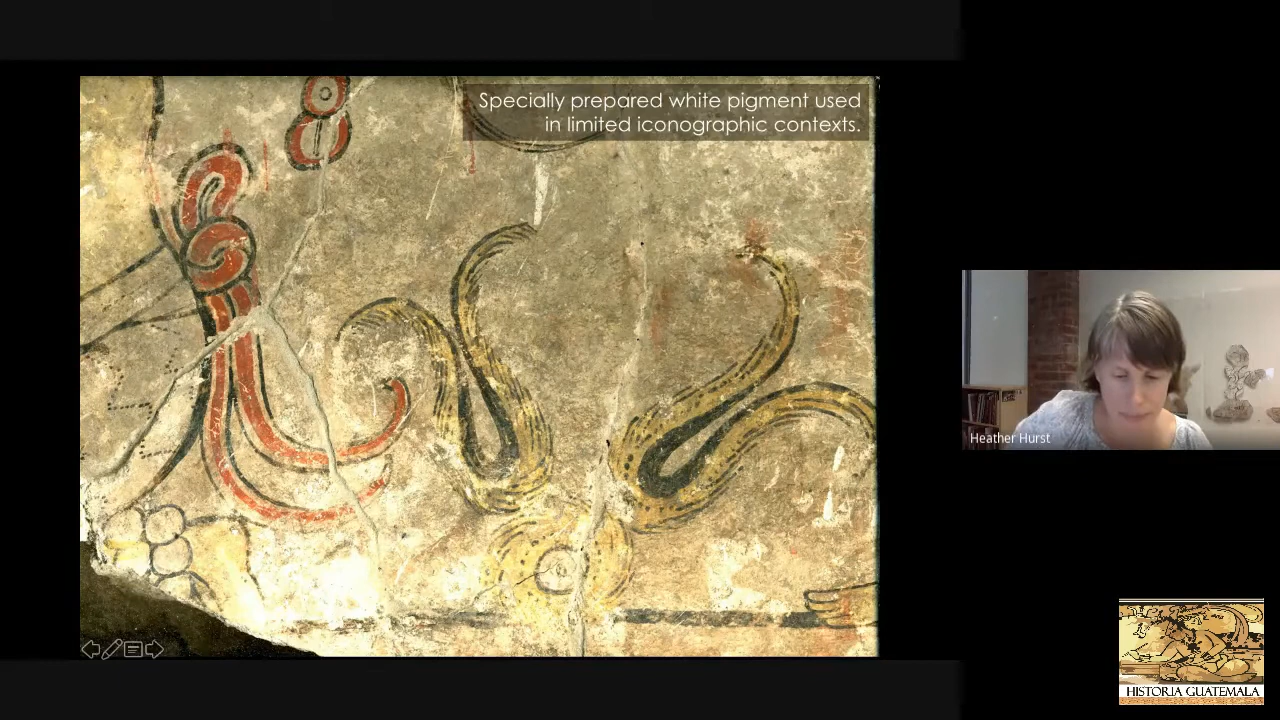 Specially prepared white pigment used
in limited iconographic contexts.
Heather Hurst
HISTORIA GUATEMALA